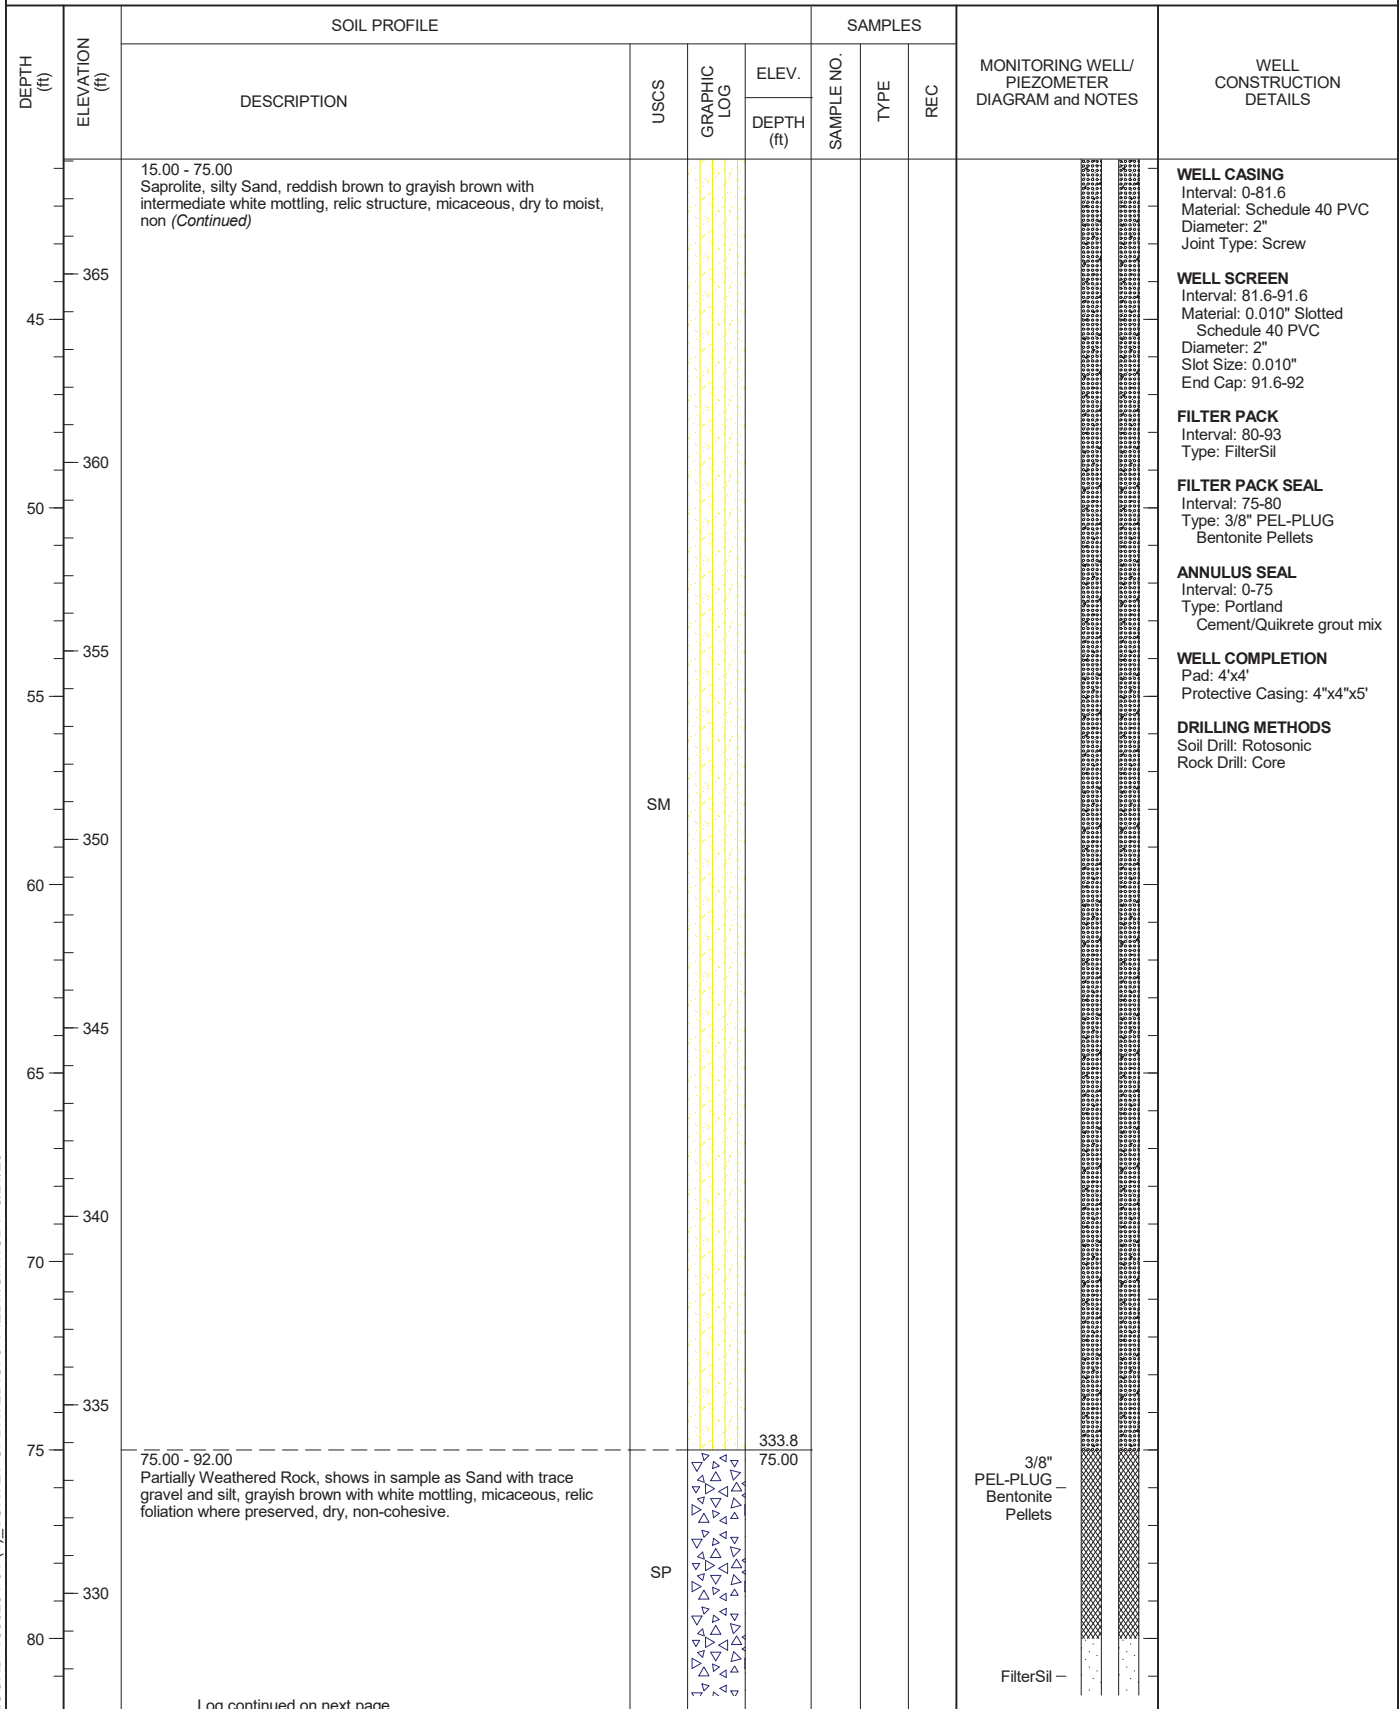 SOIL PROFILE
SAMPLES
DEPTH
(ft)
ELEVATION
(ft)
DESCRIPTION
USCS
GRAPHIC
LOG
ELEV.
DEPTH
(ft)
SAMPLE NO.
TYPE
REC
MONITORING WELL/
PIEZOMETER
DIAGRAM and NOTES
WELL
CONSTRUCTION
DETAILS
15.00 - 75.00
Saprolite, silty Sand, reddish brown to grayish brown with
intermediate white mottling, relic structure, micaceous, dry to moist,
non (Continued)
365
45
360
50
355
55
350
60
345
65
340
70
335
75
330
80
SM
333.8
75.00
75.00 - 92.00
Partially Weathered Rock, shows in sample as Sand with trace
gravel and silt, grayish brown with white mottling, micaceous, relic
foliation where preserved, dry, non-cohesive.
SP
Log continued on next page
3/8"
PEL-PLUG
Bentonite
Pellets
FilterSil
WELL CASING
Interval: 0-81.6
Material: Schedule 40 PVC
Diameter: 2"
Joint Type: Screw
WELL SCREEN
Interval: 81.6-91.6
Material: 0.010" Slotted
Schedule 40 PVC
Diameter: 2"
Slot Size: 0.010"
End Cap: 91.6-92
FILTER PACK
Interval: 80-93
Type: FilterSil
FILTER PACK SEAL
Interval: 75-80
Type: 3/8" PEL-PLUG
Bentonite Pellets
ANNULUS SEAL
Interval: 0-75
Type: Portland
Cement/Quikrete grout mix
WELL COMPLETION
Pad: 4'x4'
Protective Casing: 4"x4"x5'
DRILLING METHODS
Soil Drill: Rotosonic
Rock Drill: Core